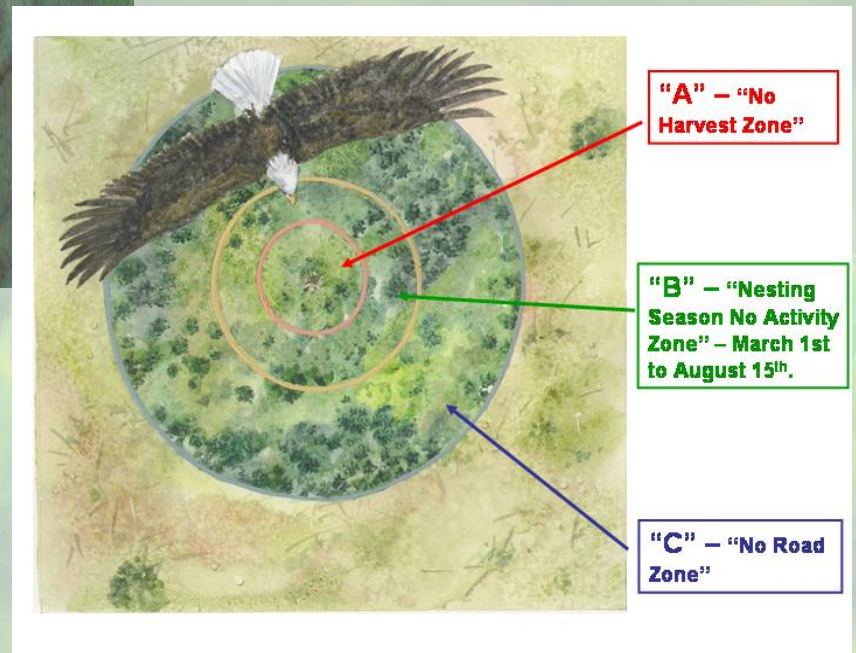 “A” – “No
Harvest Zone”
“B” – “Nesting
Season No Activity
Zone” – March 1st
to August 15th.
“C” – “No Road
Zone”